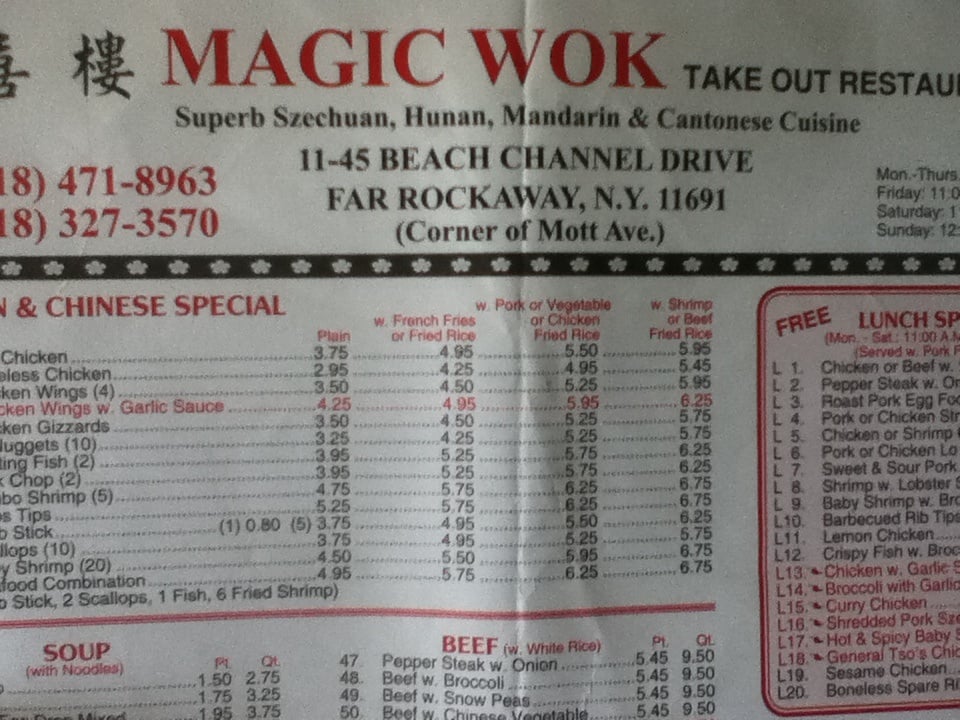 喜 樓 MAGIC WOK TAKE OUT RESTAU
Superb Szechuan, Hunan, Mandarin & Cantonese Cuisine
18) 471-8963
18) 327-3570
11-45 BEACH CHANNEL DRIVE
FAR ROCKAWAY, N.Y. 11691
(Corner of Mott Ave.)
Mon.-Thurs.
Friday: 11:0
Saturday: 1
Sunday: 12:
N & CHINESE SPECIAL
Plain
w. French Fries
or Fried Rice
w. Pork or Vegetable
or Chicken
Fried Rice
w. Shrimp
or Beef
Fried Rice
Chicken 3.75 4.95 5.50 5.95
eless Chicken 2.95 4.25 4.95 5.45
ken Wings (4) 3.50 4.50 5.25 5.95
cken Wings w. Garlic Sauce 4.25 4.95 5.95 6.25
cken Gizzards 3.50 4.50 5.25 5.75
Nuggets (10) 3.25 4.25 5.25 5.75
ting Fish (2) 3.95 5.25 5.75 6.25
k Chop (2) 3.95 5.25 5.75 6.25
bo Shrimp (5) 4.75 5.75 6.25 6.75
s Tips 5.25 5.75 6.25 6.75
b Stick (1) 0.80 (5) 3.75 4.95 5.50 6.25
llops (10) 3.75 4.95 5.25 5.75
y Shrimp (20) 4.50 5.50 5.95 6.75
food Combination 4.95 5.75 6.25 6.75
b Stick, 2 Scallops, 1 Fish, 6 Fried Shrimp)
FREE LUNCH SP
(Mon. - Sat.: 11:00 A.M
(Served w. Pork F
L 1. Chicken or Beef w.
L 2. Pepper Steak w. On
L 3. Roast Pork Egg Foo
L 4. Pork or Chicken Str
L 5. Chicken or Shrimp
L 6. Pork or Chicken Lo
L 7. Sweet & Sour Pork
L 8. Shrimp w. Lobster S
L 9. Baby Shrimp w. Bro
L10. Barbecued Rib Tips
L11. Lemon Chicken
L12. Crispy Fish w. Broc
L13. Chicken w. Garlic S
L14. Broccoli with Garlic
L15. Curry Chicken
L16. Shredded Pork Sze
L17. Hot & Spicy Baby S
L18. General Tso's Chic
L19. Sesame Chicken
L20. Boneless Spare Ri
SOUP
(with Noodles)
Pt. Qt.
1.50 2.75
1.75 3.25
Drop Mixed 1.95 3.75
BEEF (w. White Rice)
Pt. Qt.
47. Pepper Steak w. Onion 5.45 9.50
48. Beef w. Broccoli 5.45 9.50
49. Beef w. Snow Peas 5.45 9.50
50. Beef w. Chinese Vegetable 5.45 9.50